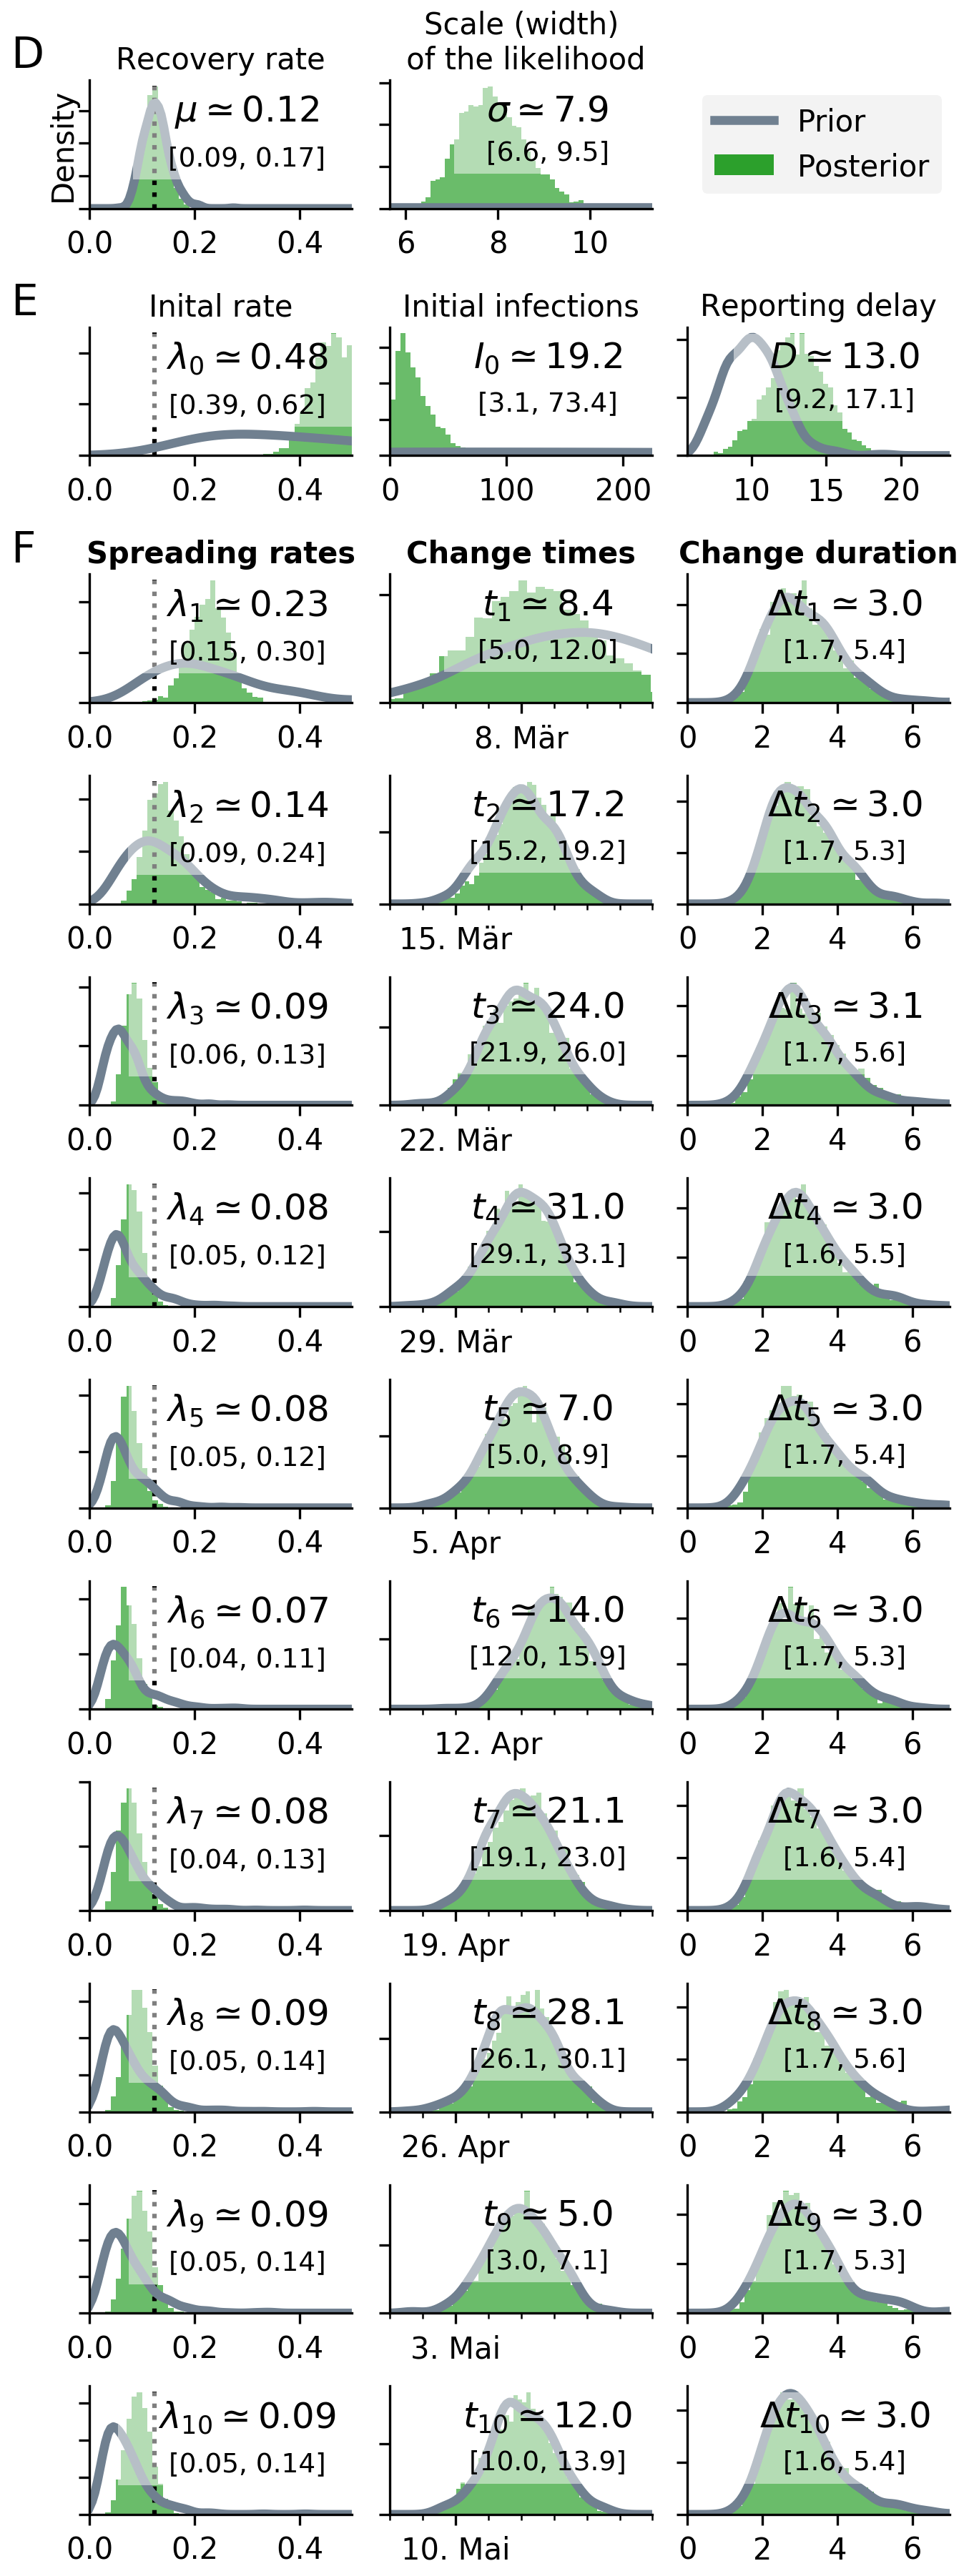 D
Recovery rate
Scale (width)
of the likelihood
Density
μ ≃ 0.12
[0.09, 0.17]
0.0 0.2 0.4
σ ≃ 7.9
[6.6, 9.5]
6 8 10
Prior
Posterior
E
Inital rate
Initial infections
Reporting delay
λ0 ≃ 0.48
[0.39, 0.62]
0.0 0.2 0.4
I0 ≃ 19.2
[3.1, 73.4]
0 100 200
D ≃ 13.0
[9.2, 17.1]
10 15 20
F
Spreading rates
Change times
Change duration
λ1 ≃ 0.23
[0.15, 0.30]
0.0 0.2 0.4
t1 ≃ 8.4
[5.0, 12.0]
8. Mär
Δt1 ≃ 3.0
[1.7, 5.4]
0 2 4 6
λ2 ≃ 0.14
[0.09, 0.24]
0.0 0.2 0.4
t2 ≃ 17.2
[15.2, 19.2]
15. Mär
Δt2 ≃ 3.0
[1.7, 5.3]
0 2 4 6
λ3 ≃ 0.09
[0.06, 0.13]
0.0 0.2 0.4
t3 ≃ 24.0
[21.9, 26.0]
22. Mär
Δt3 ≃ 3.1
[1.7, 5.6]
0 2 4 6
λ4 ≃ 0.08
[0.05, 0.12]
0.0 0.2 0.4
t4 ≃ 31.0
[29.1, 33.1]
29. Mär
Δt4 ≃ 3.0
[1.6, 5.5]
0 2 4 6
λ5 ≃ 0.08
[0.05, 0.12]
0.0 0.2 0.4
t5 ≃ 7.0
[5.0, 8.9]
5. Apr
Δt5 ≃ 3.0
[1.7, 5.4]
0 2 4 6
λ6 ≃ 0.07
[0.04, 0.11]
0.0 0.2 0.4
t6 ≃ 14.0
[12.0, 15.9]
12. Apr
Δt6 ≃ 3.0
[1.7, 5.3]
0 2 4 6
λ7 ≃ 0.08
[0.04, 0.13]
0.0 0.2 0.4
t7 ≃ 21.1
[19.1, 23.0]
19. Apr
Δt7 ≃ 3.0
[1.6, 5.4]
0 2 4 6
λ8 ≃ 0.09
[0.05, 0.14]
0.0 0.2 0.4
t8 ≃ 28.1
[26.1, 30.1]
26. Apr
Δt8 ≃ 3.0
[1.7, 5.6]
0 2 4 6
λ9 ≃ 0.09
[0.05, 0.14]
0.0 0.2 0.4
t9 ≃ 5.0
[3.0, 7.1]
3. Mai
Δt9 ≃ 3.0
[1.7, 5.3]
0 2 4 6
λ10 ≃ 0.09
[0.05, 0.14]
0.0 0.2 0.4
t10 ≃ 12.0
[10.0, 13.9]
10. Mai
Δt10 ≃ 3.0
[1.6, 5.4]
0 2 4 6